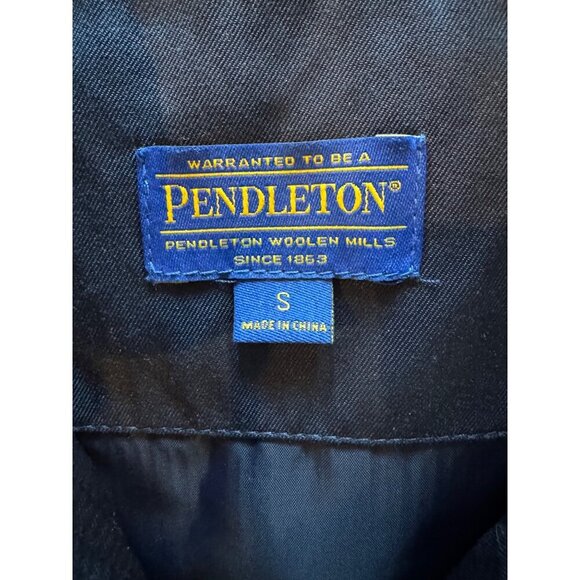 WARRANTED TO BE A
PENDLETON®
PENDLETON WOOLEN MILLS
SINCE 1863
S
MADE IN CHINA